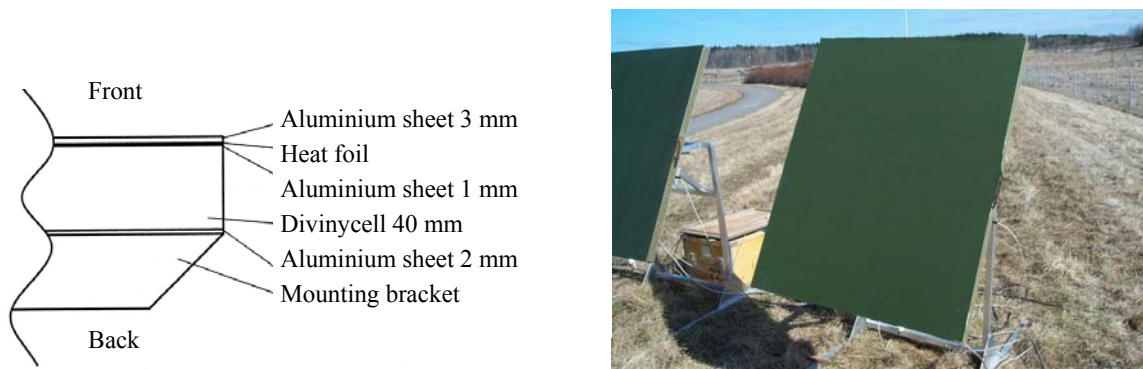 Front
Aluminium sheet 3 mm
Heat foil
Aluminium sheet 1 mm
Divinycell 40 mm
Aluminium sheet 2 mm
Mounting bracket
Back